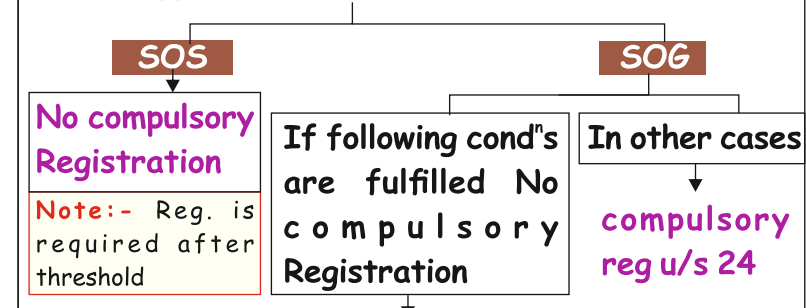 SOS
SOG
No compulsory
Registration
Note:- Reg. is
required after
threshold
If following condⁿs
are fulfilled No
compulsory
Registration
In other cases
compulsory
reg u/s 24